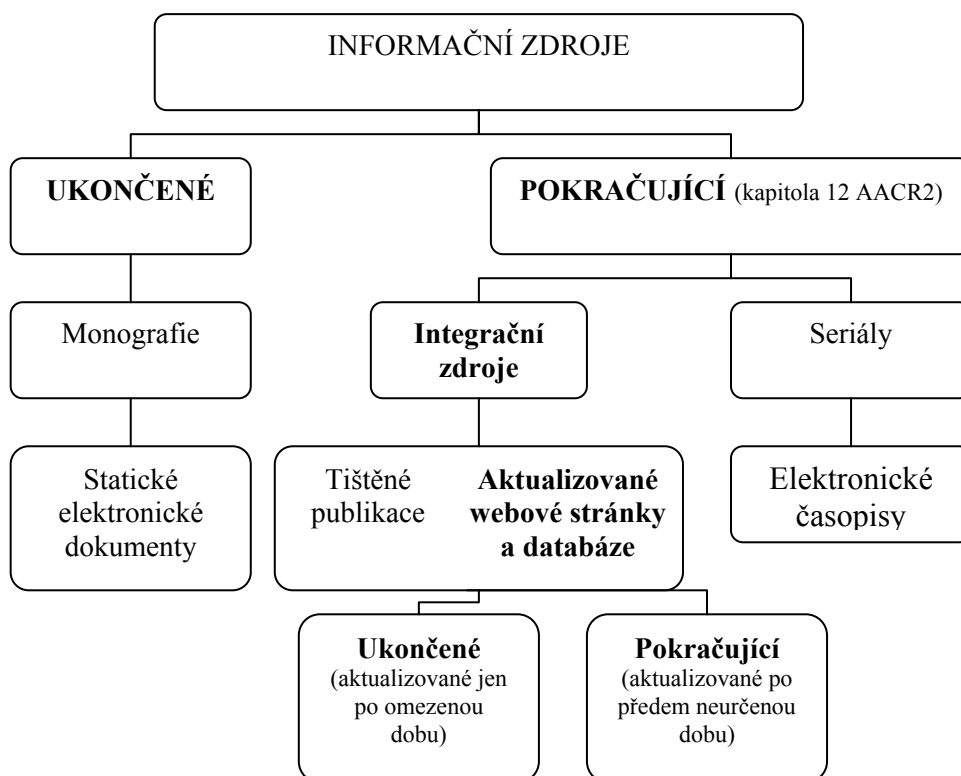 INFORMAČNÍ ZDROJE
UKONČENÉ
POKRAČUJÍCÍ (kapitola 12 AACR2)
Monografie
Integrační
zdroje
Seriály
Statické
elektronické
dokumenty
Tištěné
publikace
Aktualizované
webové stránky
a databáze
Elektronické
časopisy
Ukončené
(aktualizované jen
po omezenou
dobu)
Pokračující
(aktualizované po
předem neurčenou
dobu)